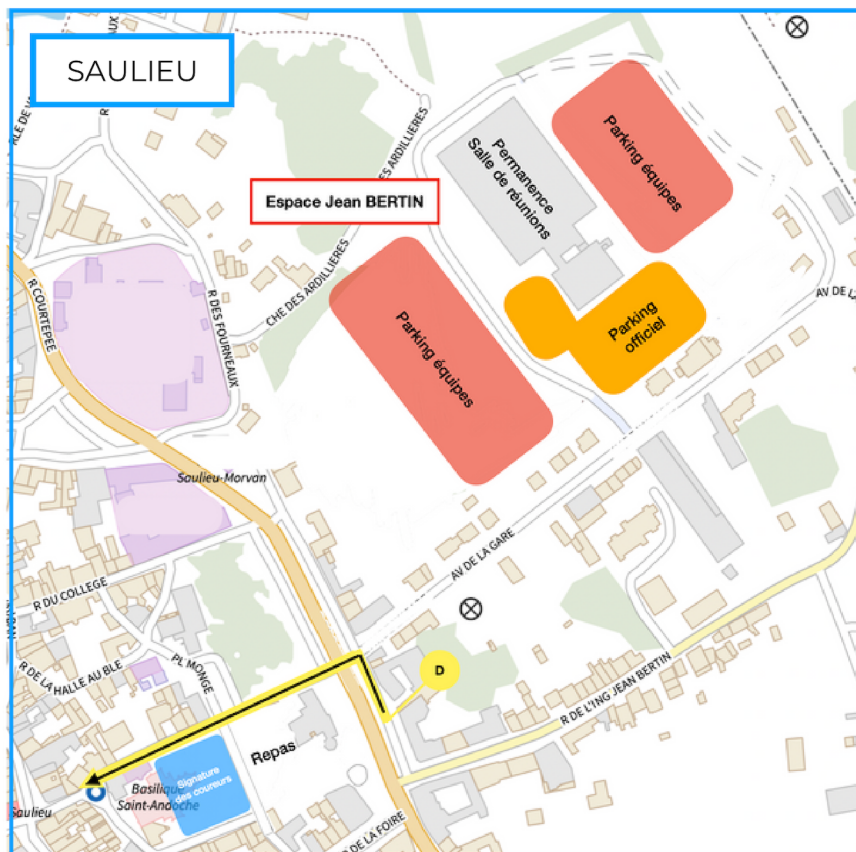 SAULIEU
Espace Jean BERTIN
Permanence
Salle de réunions
Parking équipes
Parking équipes
Parking
officiel
CHE DES ARDILLIERES
R COURTEPEE
R DES FOURNEAUX
Saulieu-Morvan
AV DE LA GARE
R DU COLLEGE
R DE LA HALLE AU BLE
PL MONGE
D
R DE L'ING JEAN BERTIN
Repas
Signature
des coureurs
Basilique
Saint-Andoche
Saulieu
DE LA FOIRE